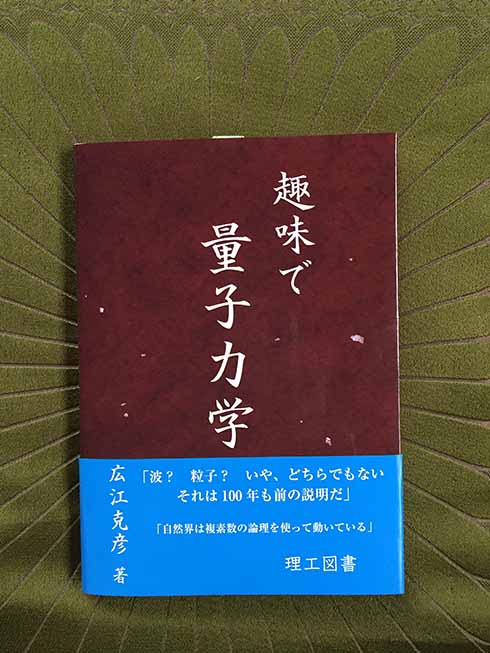 趣味で
量子力学
広江克彦 著
「波？　粒子？　いや、どちらでもない
それは100年も前の説明だ」
「自然界は複素数の論理を使って動いている」
理工図書